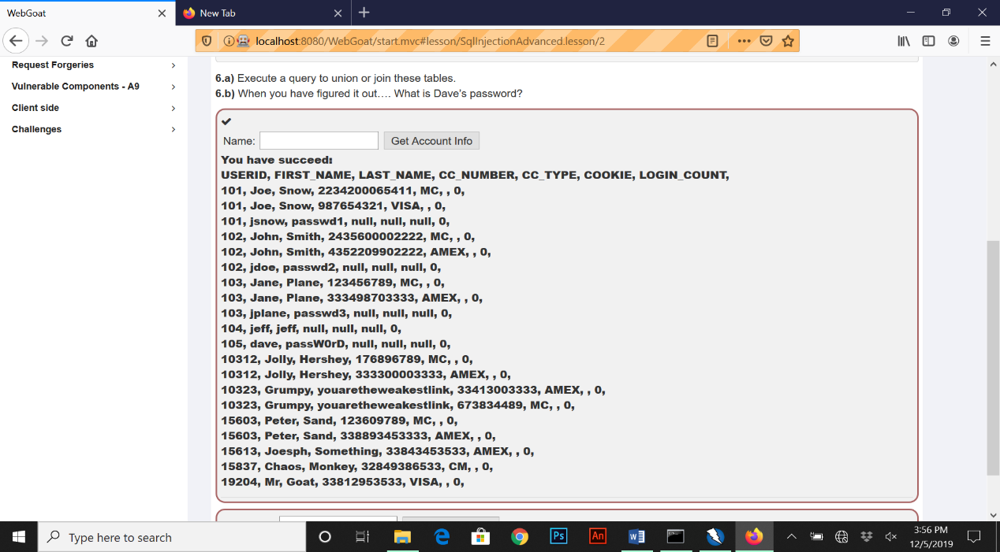 WebGoat
New Tab
localhost:8080/WebGoat/start.mvc#lesson/SqlInjectionAdvanced.lesson/2
Request Forgeries
Vulnerable Components - A9
Client side
Challenges
6.a) Execute a query to union or join these tables.
6.b) When you have figured it out.... What is Dave's password?
Name: Get Account Info
You have succeed:
USERID, FIRST_NAME, LAST_NAME, CC_NUMBER, CC_TYPE, COOKIE, LOGIN_COUNT,
101, Joe, Snow, 2234200065411, MC, , 0,
101, Joe, Snow, 987654321, VISA, , 0,
101, jsnow, passwd1, null, null, null, 0,
102, John, Smith, 2435600002222, MC, , 0,
102, John, Smith, 4352209902222, AMEX, , 0,
102, jdoe, passwd2, null, null, null, 0,
103, Jane, Plane, 123456789, MC, , 0,
103, Jane, Plane, 333498703333, AMEX, , 0,
103, jplane, passwd3, null, null, null, 0,
104, jeff, jeff, null, null, null, 0,
105, dave, passW0rD, null, null, null, 0,
10312, Jolly, Hershey, 176896789, MC, , 0,
10312, Jolly, Hershey, 333300003333, AMEX, , 0,
10323, Grumpy, youaretheweakestlink, 33413003333, AMEX, , 0,
10323, Grumpy, youaretheweakestlink, 673834489, MC, , 0,
15603, Peter, Sand, 123609789, MC, , 0,
15603, Peter, Sand, 338893453333, AMEX, , 0,
15613, Joesph, Something, 33843453533, AMEX, , 0,
15837, Chaos, Monkey, 32849386533, CM, , 0,
19204, Mr, Goat, 33812953533, VISA, , 0,
Type here to search
Ps
An
W
3:56 PM
12/5/2019